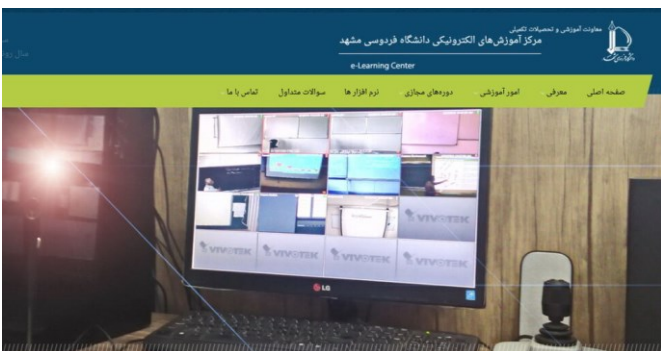 معاونت آموزشی و تحصیلات تکمیلی
مرکز آموزش‌های الکترونیکی دانشگاه فردوسی مشهد
e-Learning Center
صفحه اصلی
معرفی
امور آموزشی
دوره‌های مجازی
نرم افزار ها
سوالات متداول
تماس با ما
VIVOTEK
VIVOTEK
VIVOTEK
VIVOTEK
VIVOTEK
LG